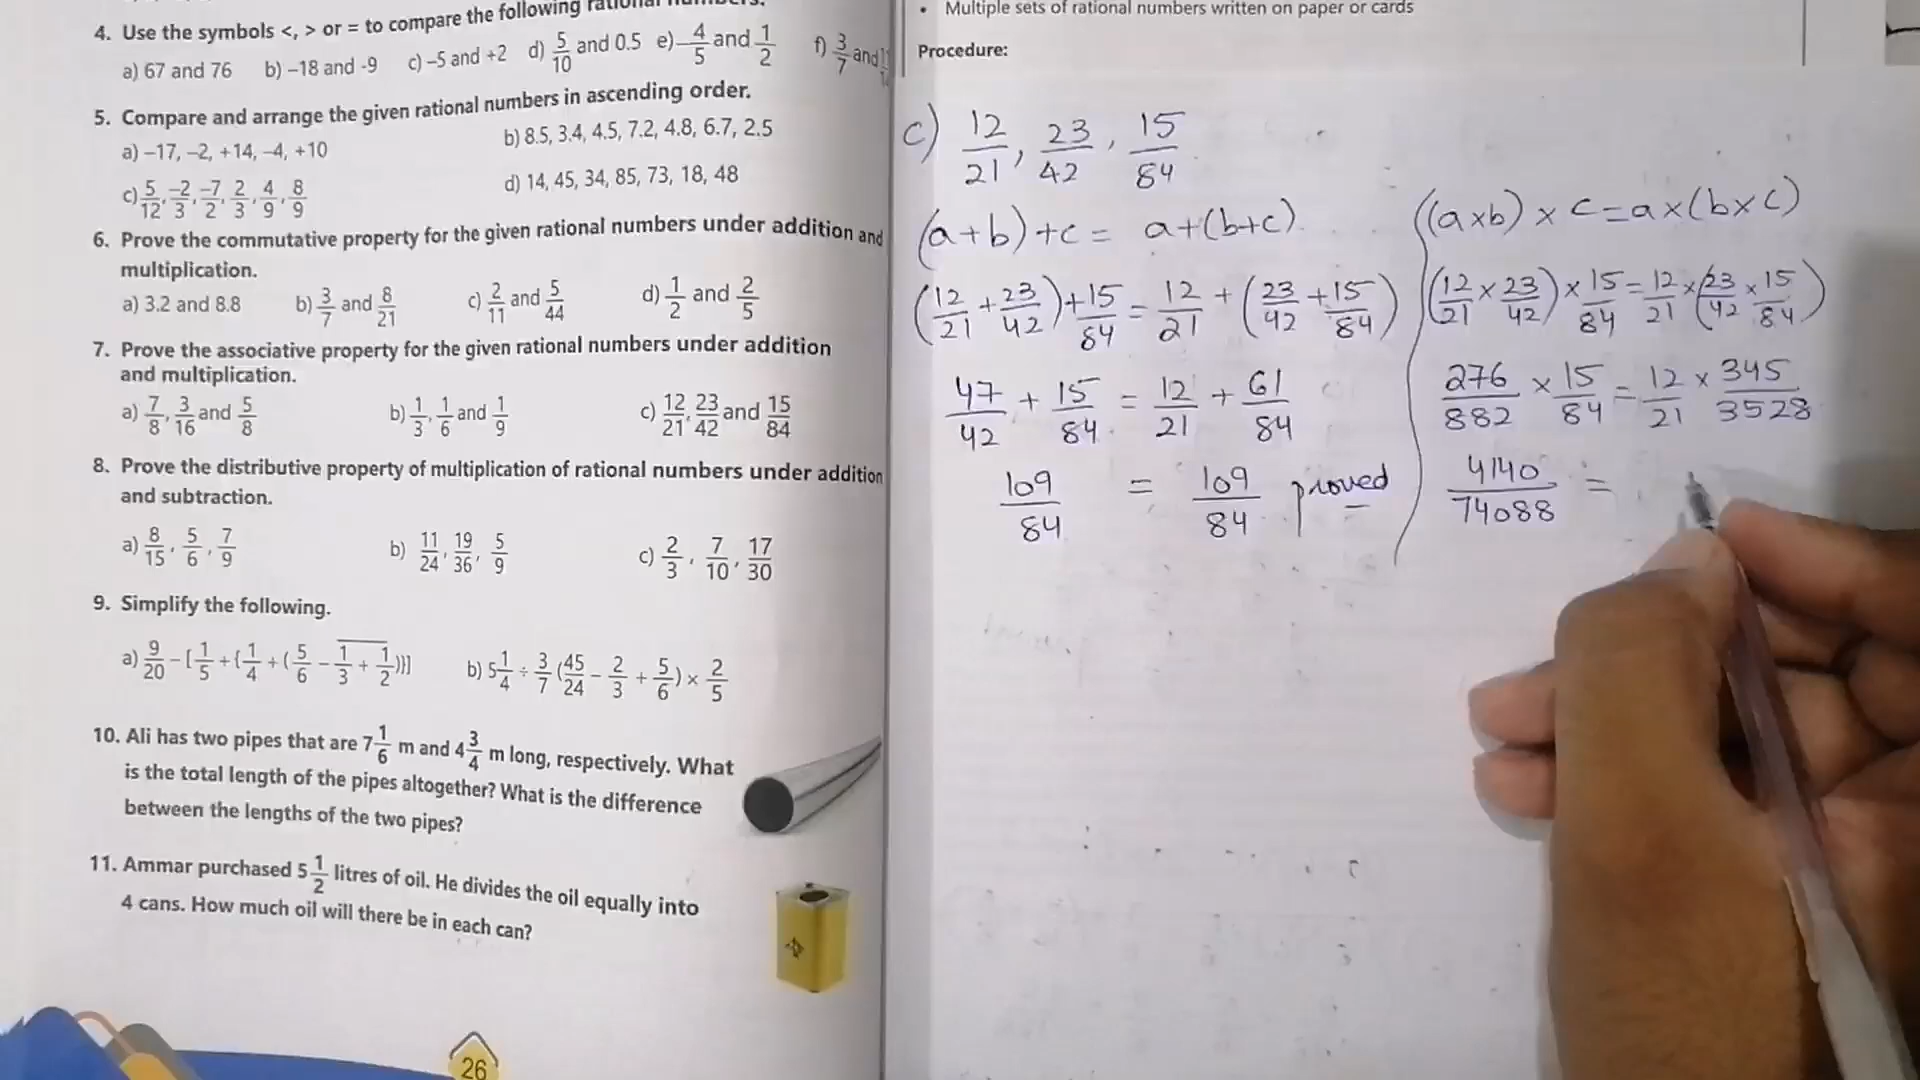 4. Use the symbols <, > or = to compare the following rational numbers.
a) 67 and 76 b) –18 and -9 c) –5 and +2 d) 5/10 and 0.5 e) –4/5 and 1/2 f) 3/7 and
5. Compare and arrange the given rational numbers in ascending order.
a) –17, –2, +14, –4, +10 b) 8.5, 3.4, 4.5, 7.2, 4.8, 6.7, 2.5
c) 5/12, –2/3, –7/2, 2/3, 4/9, 8/9 d) 14, 45, 34, 85, 73, 18, 48
6. Prove the commutative property for the given rational numbers under addition and
multiplication.
a) 3.2 and 8.8 b) 3/7 and 8/21 c) 2/11 and 5/44 d) 1/2 and 2/5
7. Prove the associative property for the given rational numbers under addition
and multiplication.
a) 7/8, 3/16 and 5/8 b) 1/3, 1/6 and 1/9 c) 12/21, 23/42 and 15/84
8. Prove the distributive property of multiplication of rational numbers under addition
and subtraction.
a) 8/15, 5/6, 7/9 b) 11/24, 19/36, 5/9 c) 2/3, 7/10, 17/30
9. Simplify the following.
a) 9/20 – [1/5 + {1/4 + (5/6 – 1/3 + 1/2)}] b) 5 1/4 ÷ 3/7 (45/24 – 2/3 + 5/6) × 2/5
10. Ali has two pipes that are 7 1/6 m and 4 3/4 m long, respectively. What
is the total length of the pipes altogether? What is the difference
between the lengths of the two pipes?
11. Ammar purchased 5 1/2 litres of oil. He divides the oil equally into
4 cans. How much oil will there be in each can?
26
• Multiple sets of rational numbers written on paper or cards
Procedure:
c) 12/21, 23/42, 15/84
(a+b)+c = a+(b+c)
(12/21 + 23/42) + 15/84 = 12/21 + (23/42 + 15/84)
47/42 + 15/84 = 12/21 + 61/84
109/84 = 109/84 proved
(a×b) × c = a×(b×c)
(12/21 × 23/42) × 15/84 = 12/21 × (23/42 × 15/84)
276/882 × 15/84 = 12/21 × 345/3528
4140/74088 =